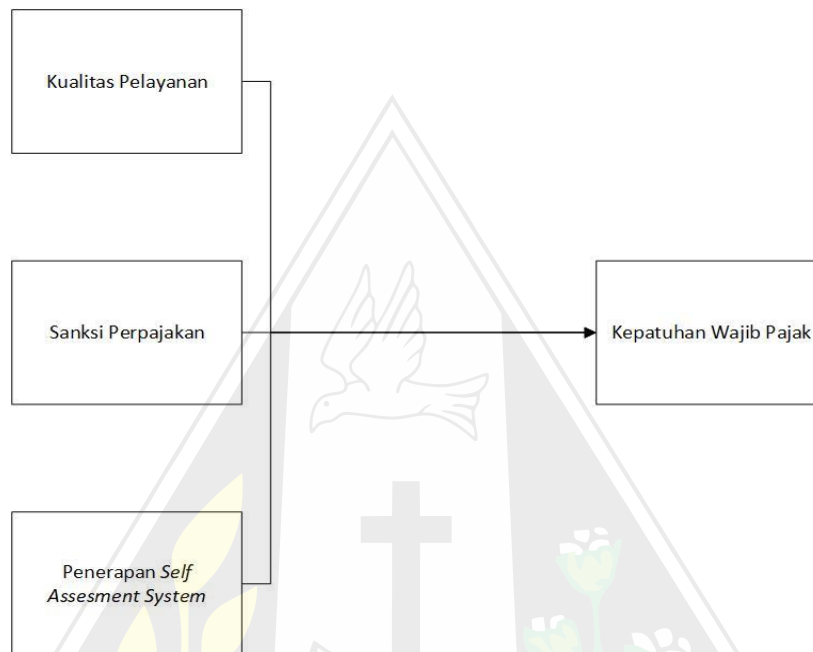 Kualitas Pelayanan
Sanksi Perpajakan
Kepatuhan Wajib Pajak
Penerapan Self
Assesment System